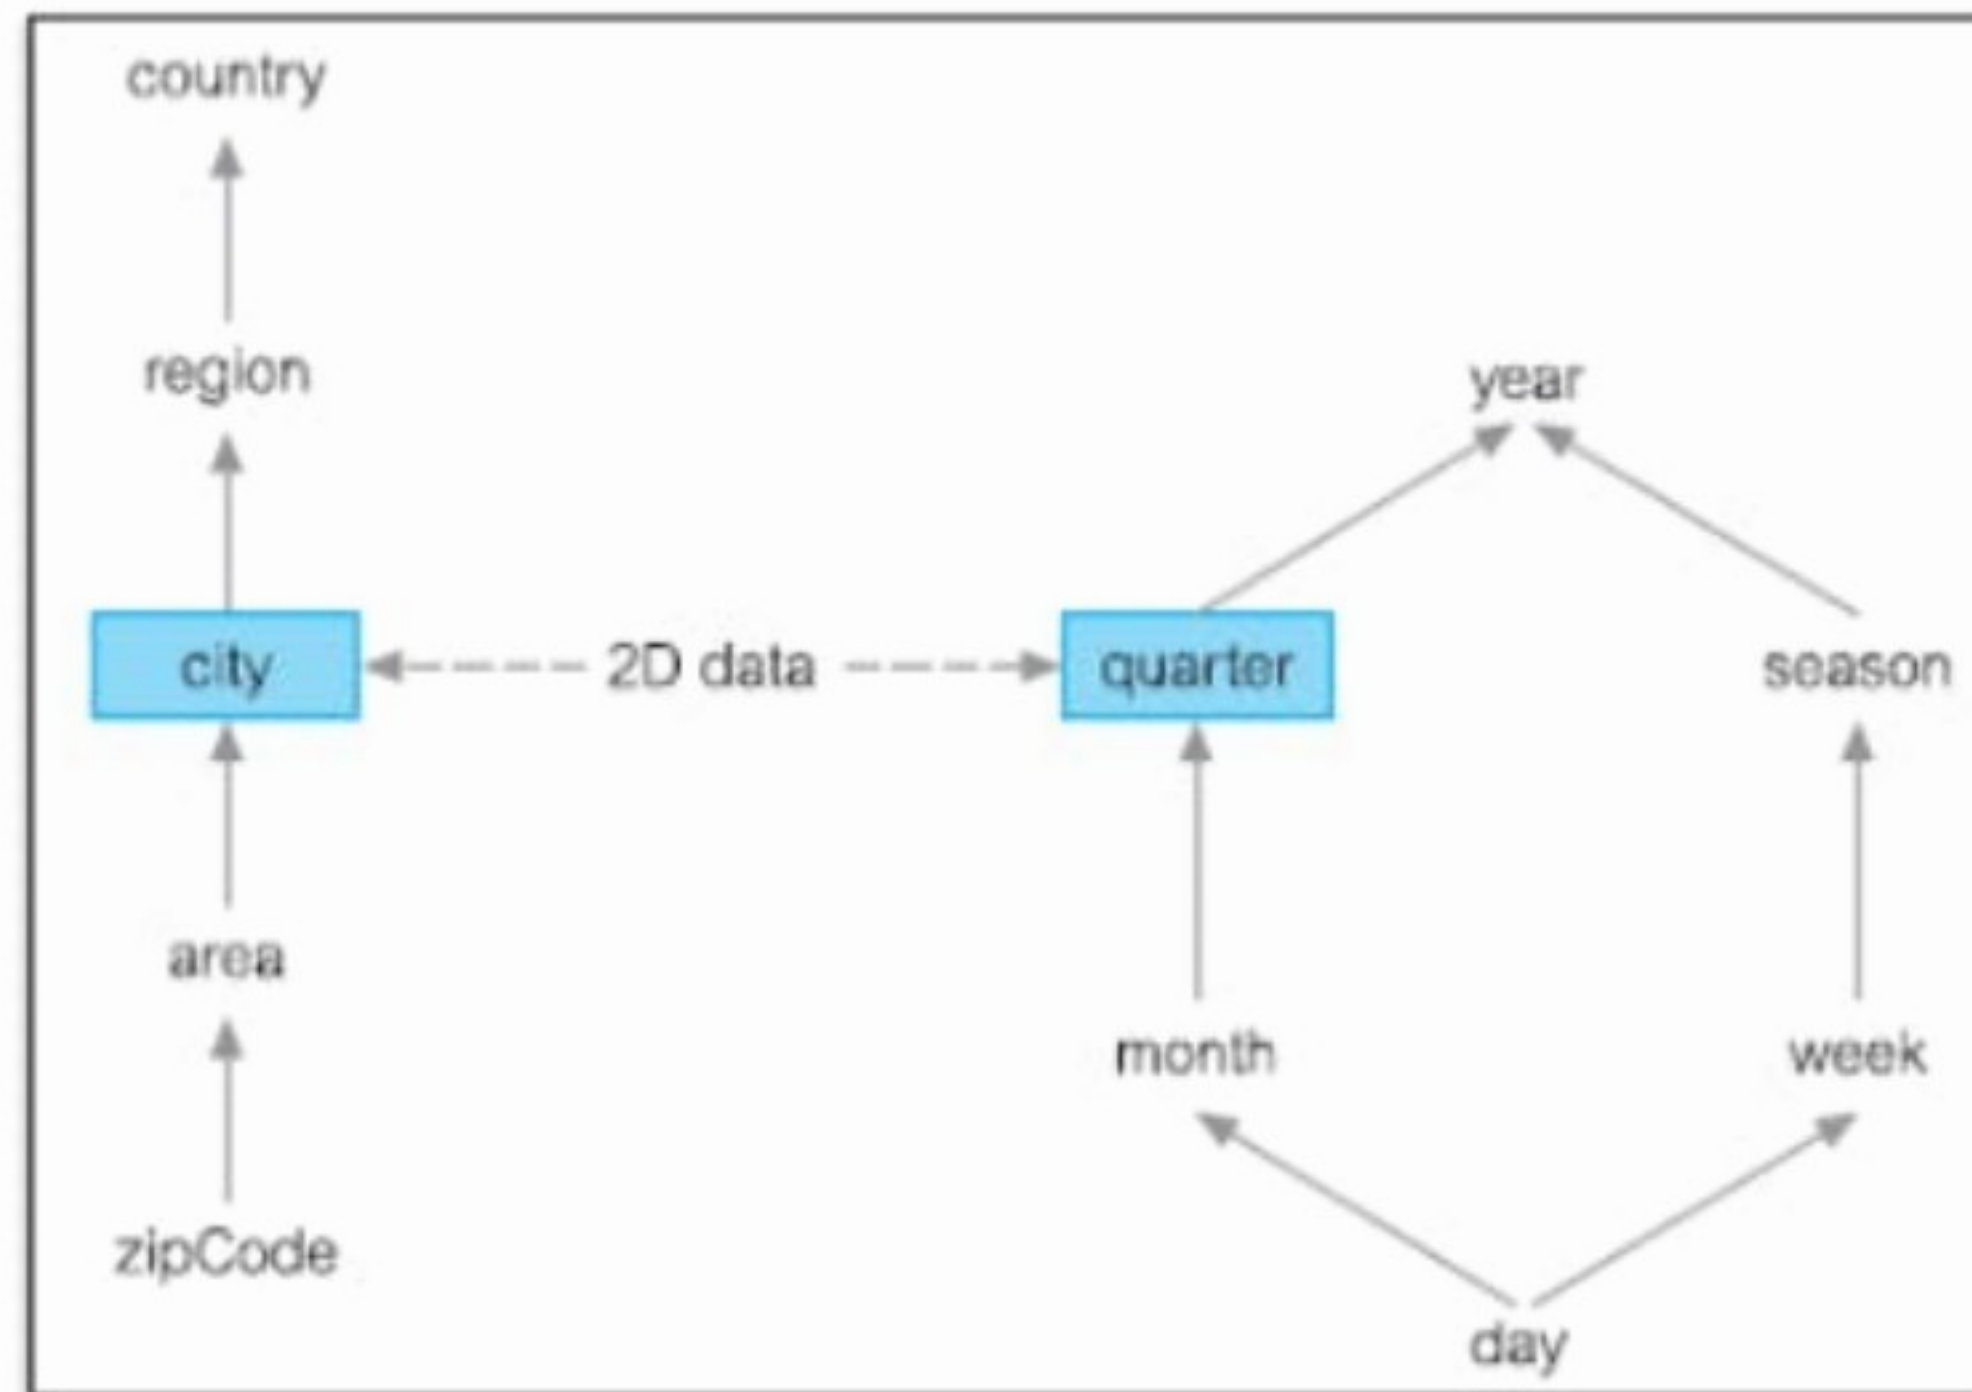 country
region
year
city
2D data
quarter
season
area
month
week
zipCode
day